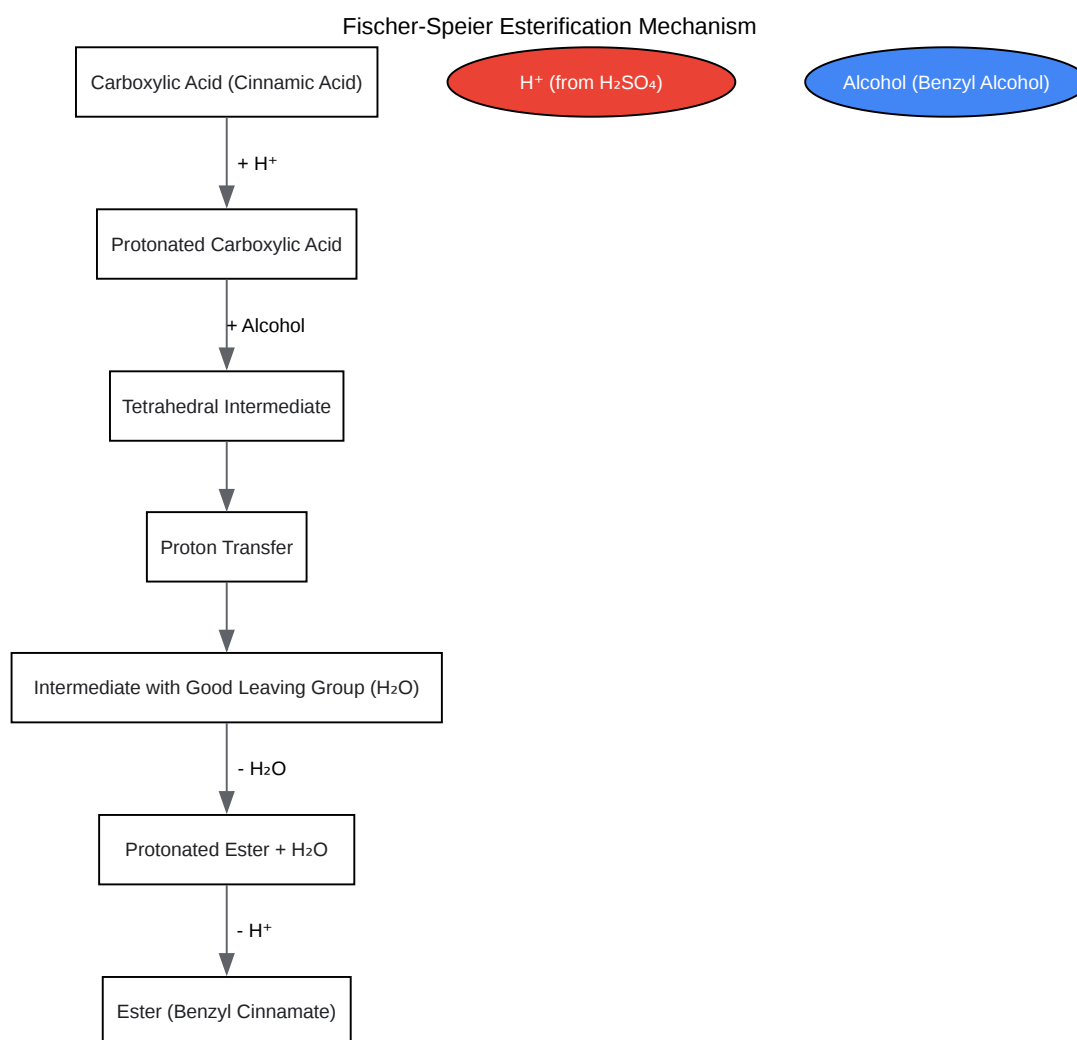 Fischer-Speier Esterification Mechanism
Carboxylic Acid (Cinnamic Acid)
H⁺ (from H₂SO₄)
Alcohol (Benzyl Alcohol)
+ H⁺
Protonated Carboxylic Acid
+ Alcohol
Tetrahedral Intermediate
Proton Transfer
Intermediate with Good Leaving Group (H₂O)
- H₂O
Protonated Ester + H₂O
- H⁺
Ester (Benzyl Cinnamate)